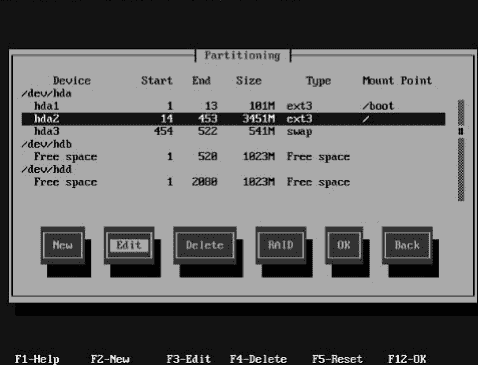 Partitioning
Device Start End Size Type Mount Point
/dev/hda
hda1 1 13 101M ext3 /boot
hda2 14 453 3451M ext3 /
hda3 454 522 541M swap
/dev/hdb
Free space 1 520 1023M Free space
/dev/hdd
Free space 1 2080 1023M Free space
New Edit Delete RAID OK Back
F1-Help F2-New F3-Edit F4-Delete F5-Reset F12-OK